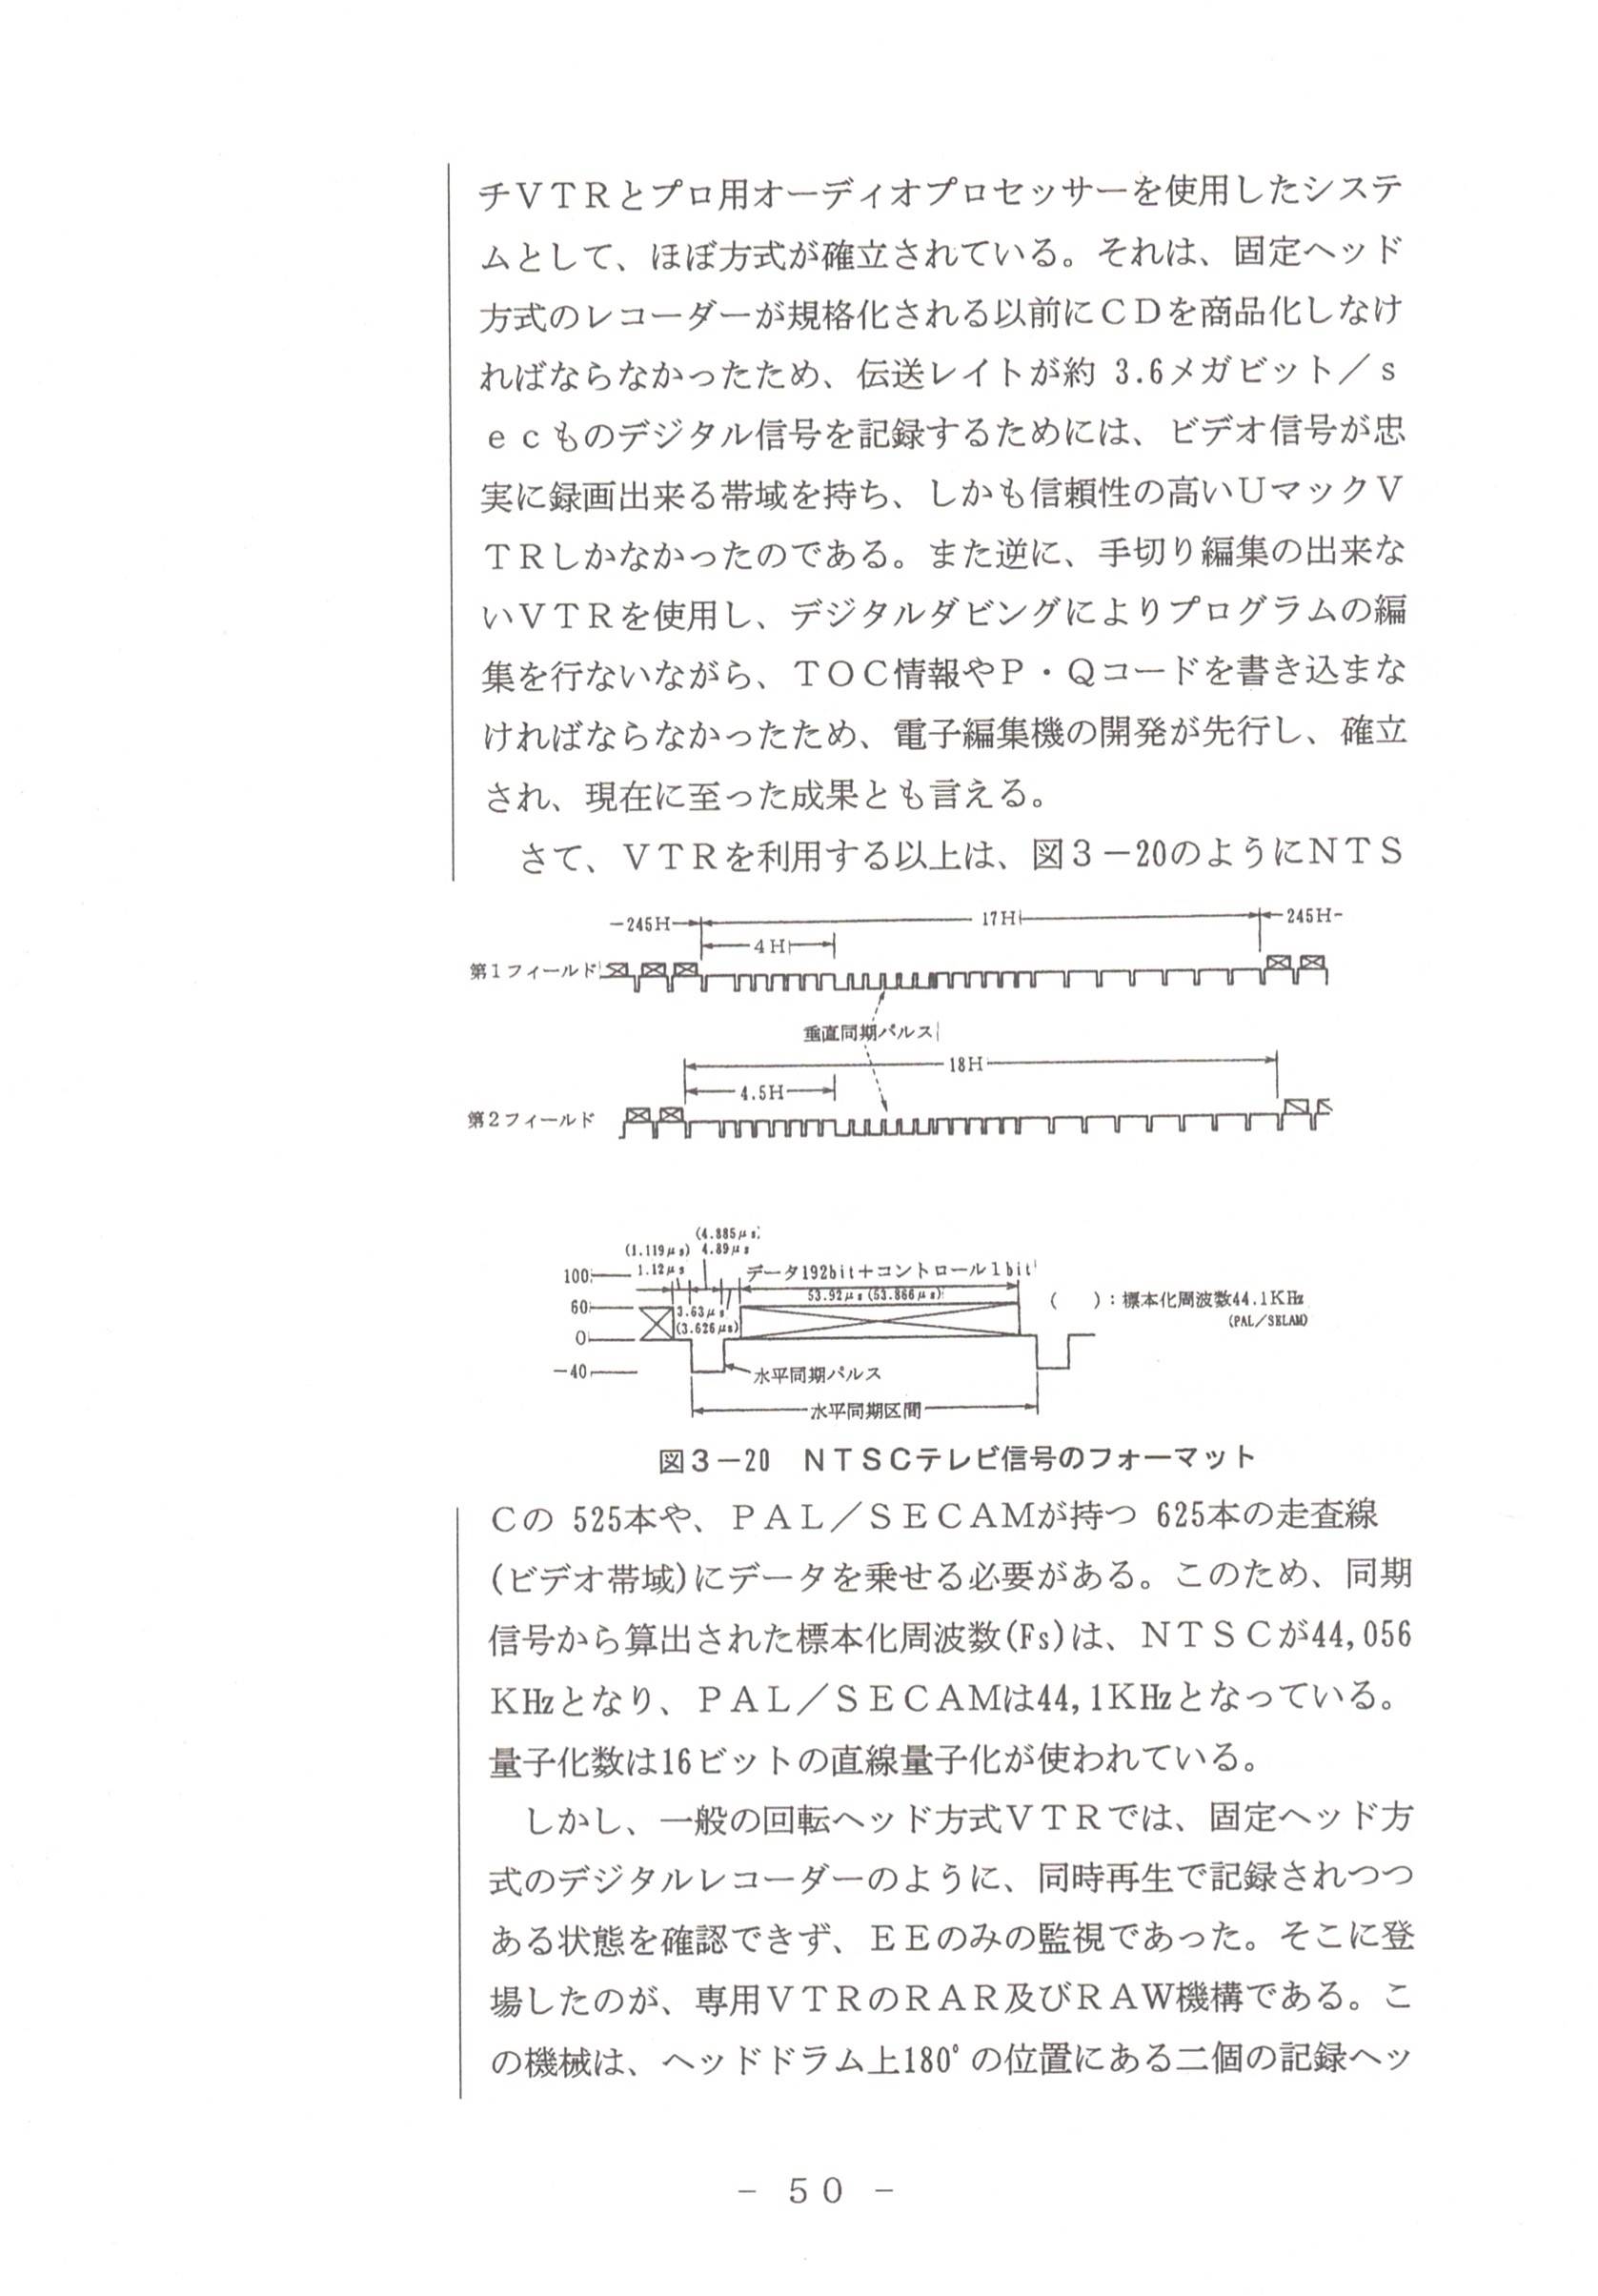 チVTRとプロ用オーディオプロセッサーを使用したシステ
ムとして、ほぼ方式が確立されている。それは、固定ヘッド
方式のレコーダーが規格化される以前にCDを商品化しなけ
ればならなかったため、伝送レイトが約 3.6メガビット／s
ecものデジタル信号を記録するためには、ビデオ信号が忠
実に録画出来る帯域を持ち、しかも信頼性の高いUマックV
TRしかなかったのである。また逆に、手切り編集の出来な
いVTRを使用し、デジタルダビングによりプログラムの編
集を行ないながら、TOC情報やP・Qコードを書き込まな
ければならなかったため、電子編集機の開発が先行し、確立
され、現在に至った成果とも言える。
さて、VTRを利用する以上は、図3－20のようにNTS
245H 17H 245H
4H
第1フィールド
垂直同期パルス
18H
4.5H
第2フィールド
(4.885μs)
(1.119μs) 4.89μs
100 1.12μs データ192bit＋コントロール1bit
53.92μs (53.866μs)
60 3.63μs ( )：標本化周波数44.1KHz
(3.626μs) (PAL／SELAM)
0
－40 水平同期パルス
水平同期区間
図3－20 NTSCテレビ信号のフォーマット
Cの 525本や、PAL／SECAMが持つ 625本の走査線
(ビデオ帯域)にデータを乗せる必要がある。このため、同期
信号から算出された標本化周波数(Fs)は、NTSCが44,056
KHzとなり、PAL／SECAMは44,1KHzとなっている。
量子化数は16ビットの直線量子化が使われている。
しかし、一般の回転ヘッド方式VTRでは、固定ヘッド方
式のデジタルレコーダーのように、同時再生で記録されつつ
ある状態を確認できず、EEのみの監視であった。そこに登
場したのが、専用VTRのRAR及びRAW機構である。こ
の機械は、ヘッドドラム上180°の位置にある二個の記録ヘッ
- 50 -